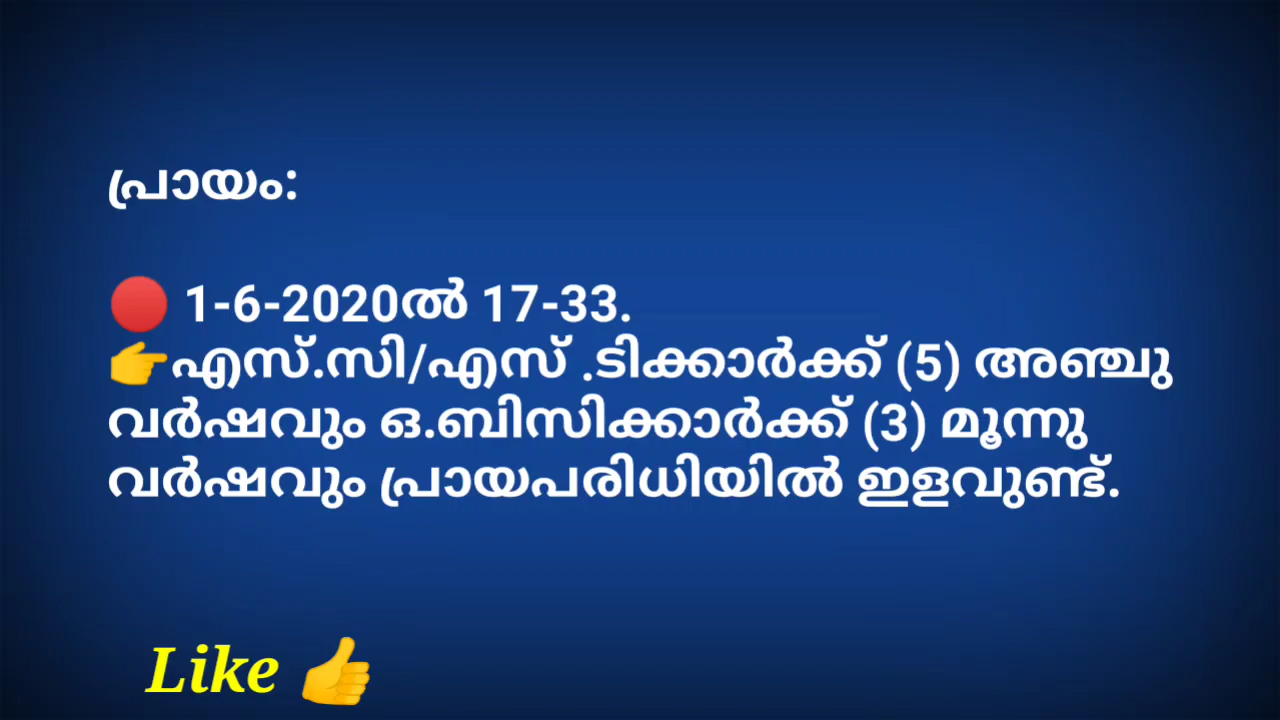 പ്രായം:
🔴 1-6-2020ൽ 17-33.
👉എസ്.സി/എസ് .ടിക്കാർക്ക് (5) അഞ്ചു
വർഷവും ഒ.ബിസിക്കാർക്ക് (3) മൂന്നു
വർഷവും പ്രായപരിധിയിൽ ഇളവുണ്ട്.
Like 👍